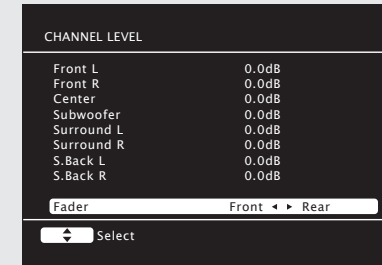 CHANNEL LEVEL
Front L 0.0dB
Front R 0.0dB
Center 0.0dB
Subwoofer 0.0dB
Surround L 0.0dB
Surround R 0.0dB
S.Back L 0.0dB
S.Back R 0.0dB
Fader Front ◄ ► Rear
Select